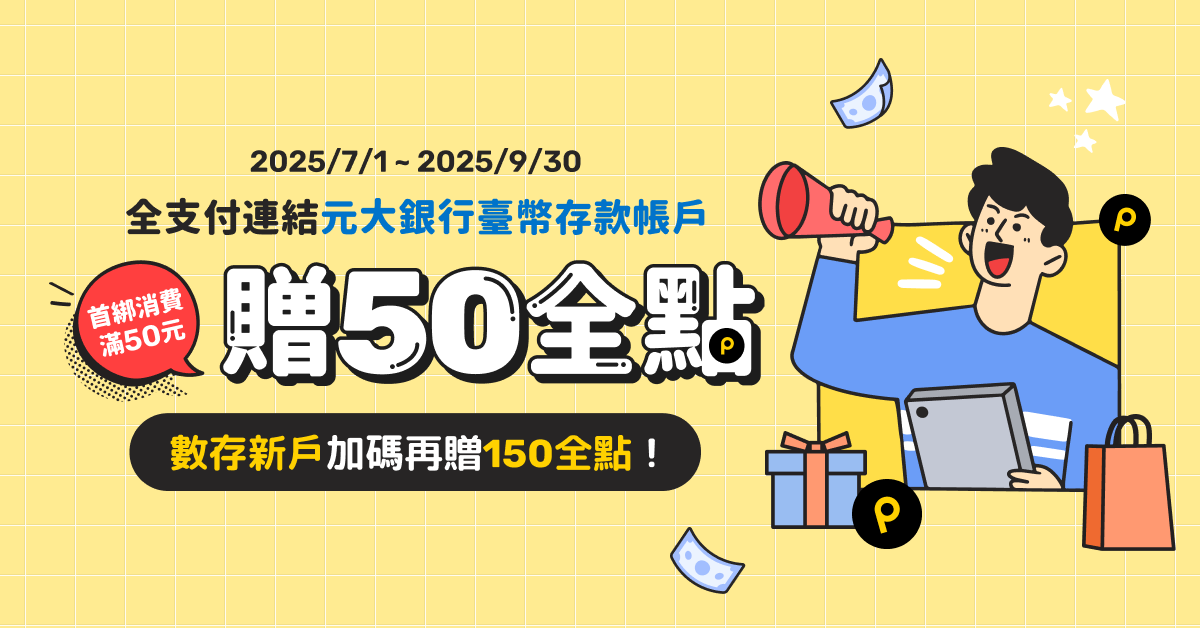 2025/7/1 ~ 2025/9/30
全支付連結元大銀行臺幣存款帳戶
首綁消費
滿50元
贈50全點
數存新戶加碼再贈150全點！